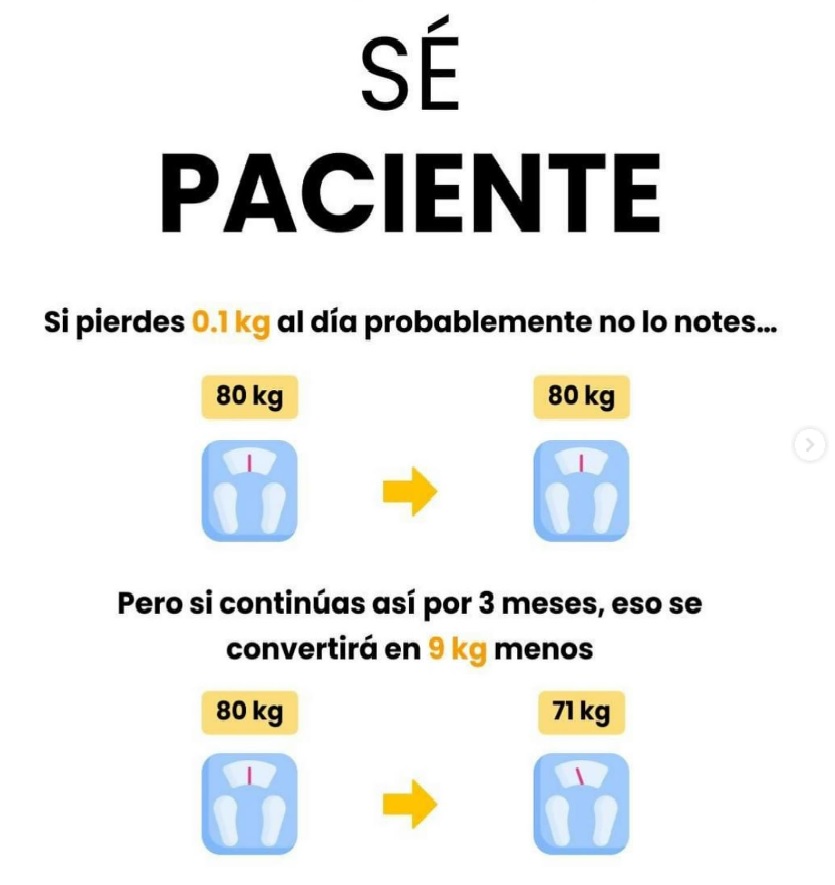 SÉ
PACIENTE
Si pierdes 0.1 kg al día probablemente no lo notes...
80 kg
80 kg
Pero si continúas así por 3 meses, eso se
convertirá en 9 kg menos
80 kg
71 kg